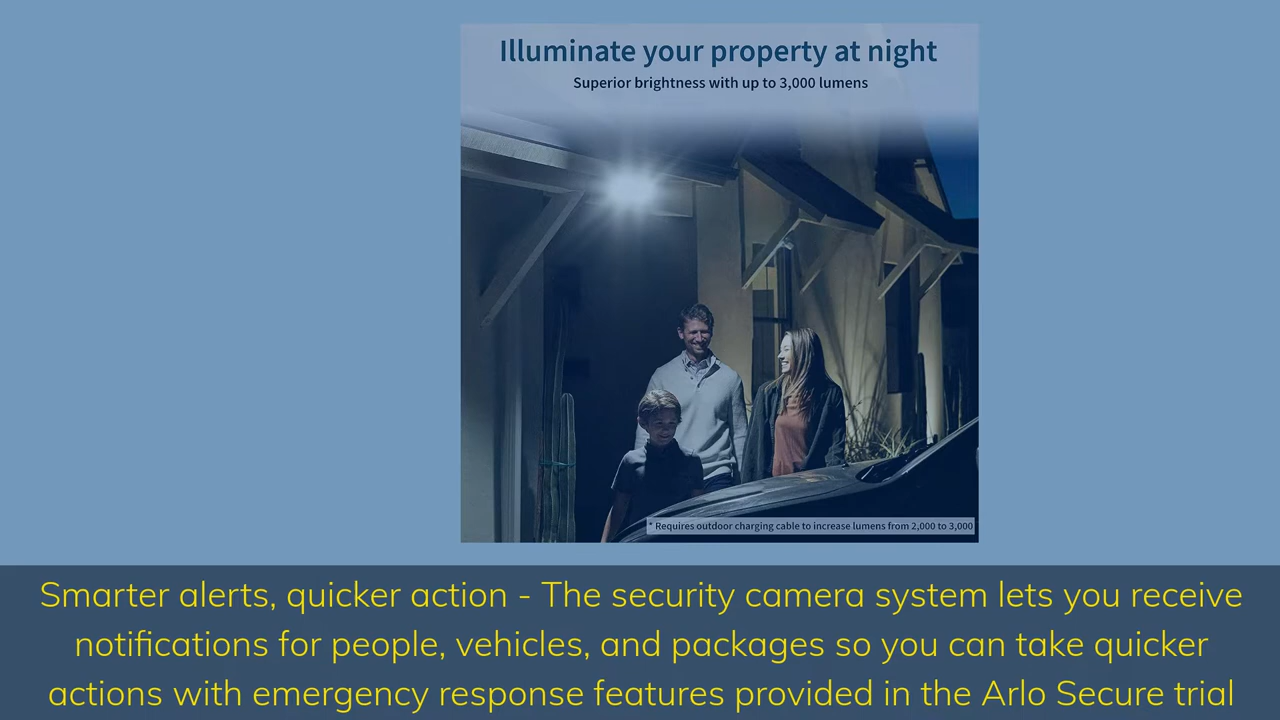 Illuminate your property at night
Superior brightness with up to 3,000 lumens
* Requires outdoor charging cable to increase lumens from 2,000 to 3,000
Smarter alerts, quicker action - The security camera system lets you receive
notifications for people, vehicles, and packages so you can take quicker
actions with emergency response features provided in the Arlo Secure trial